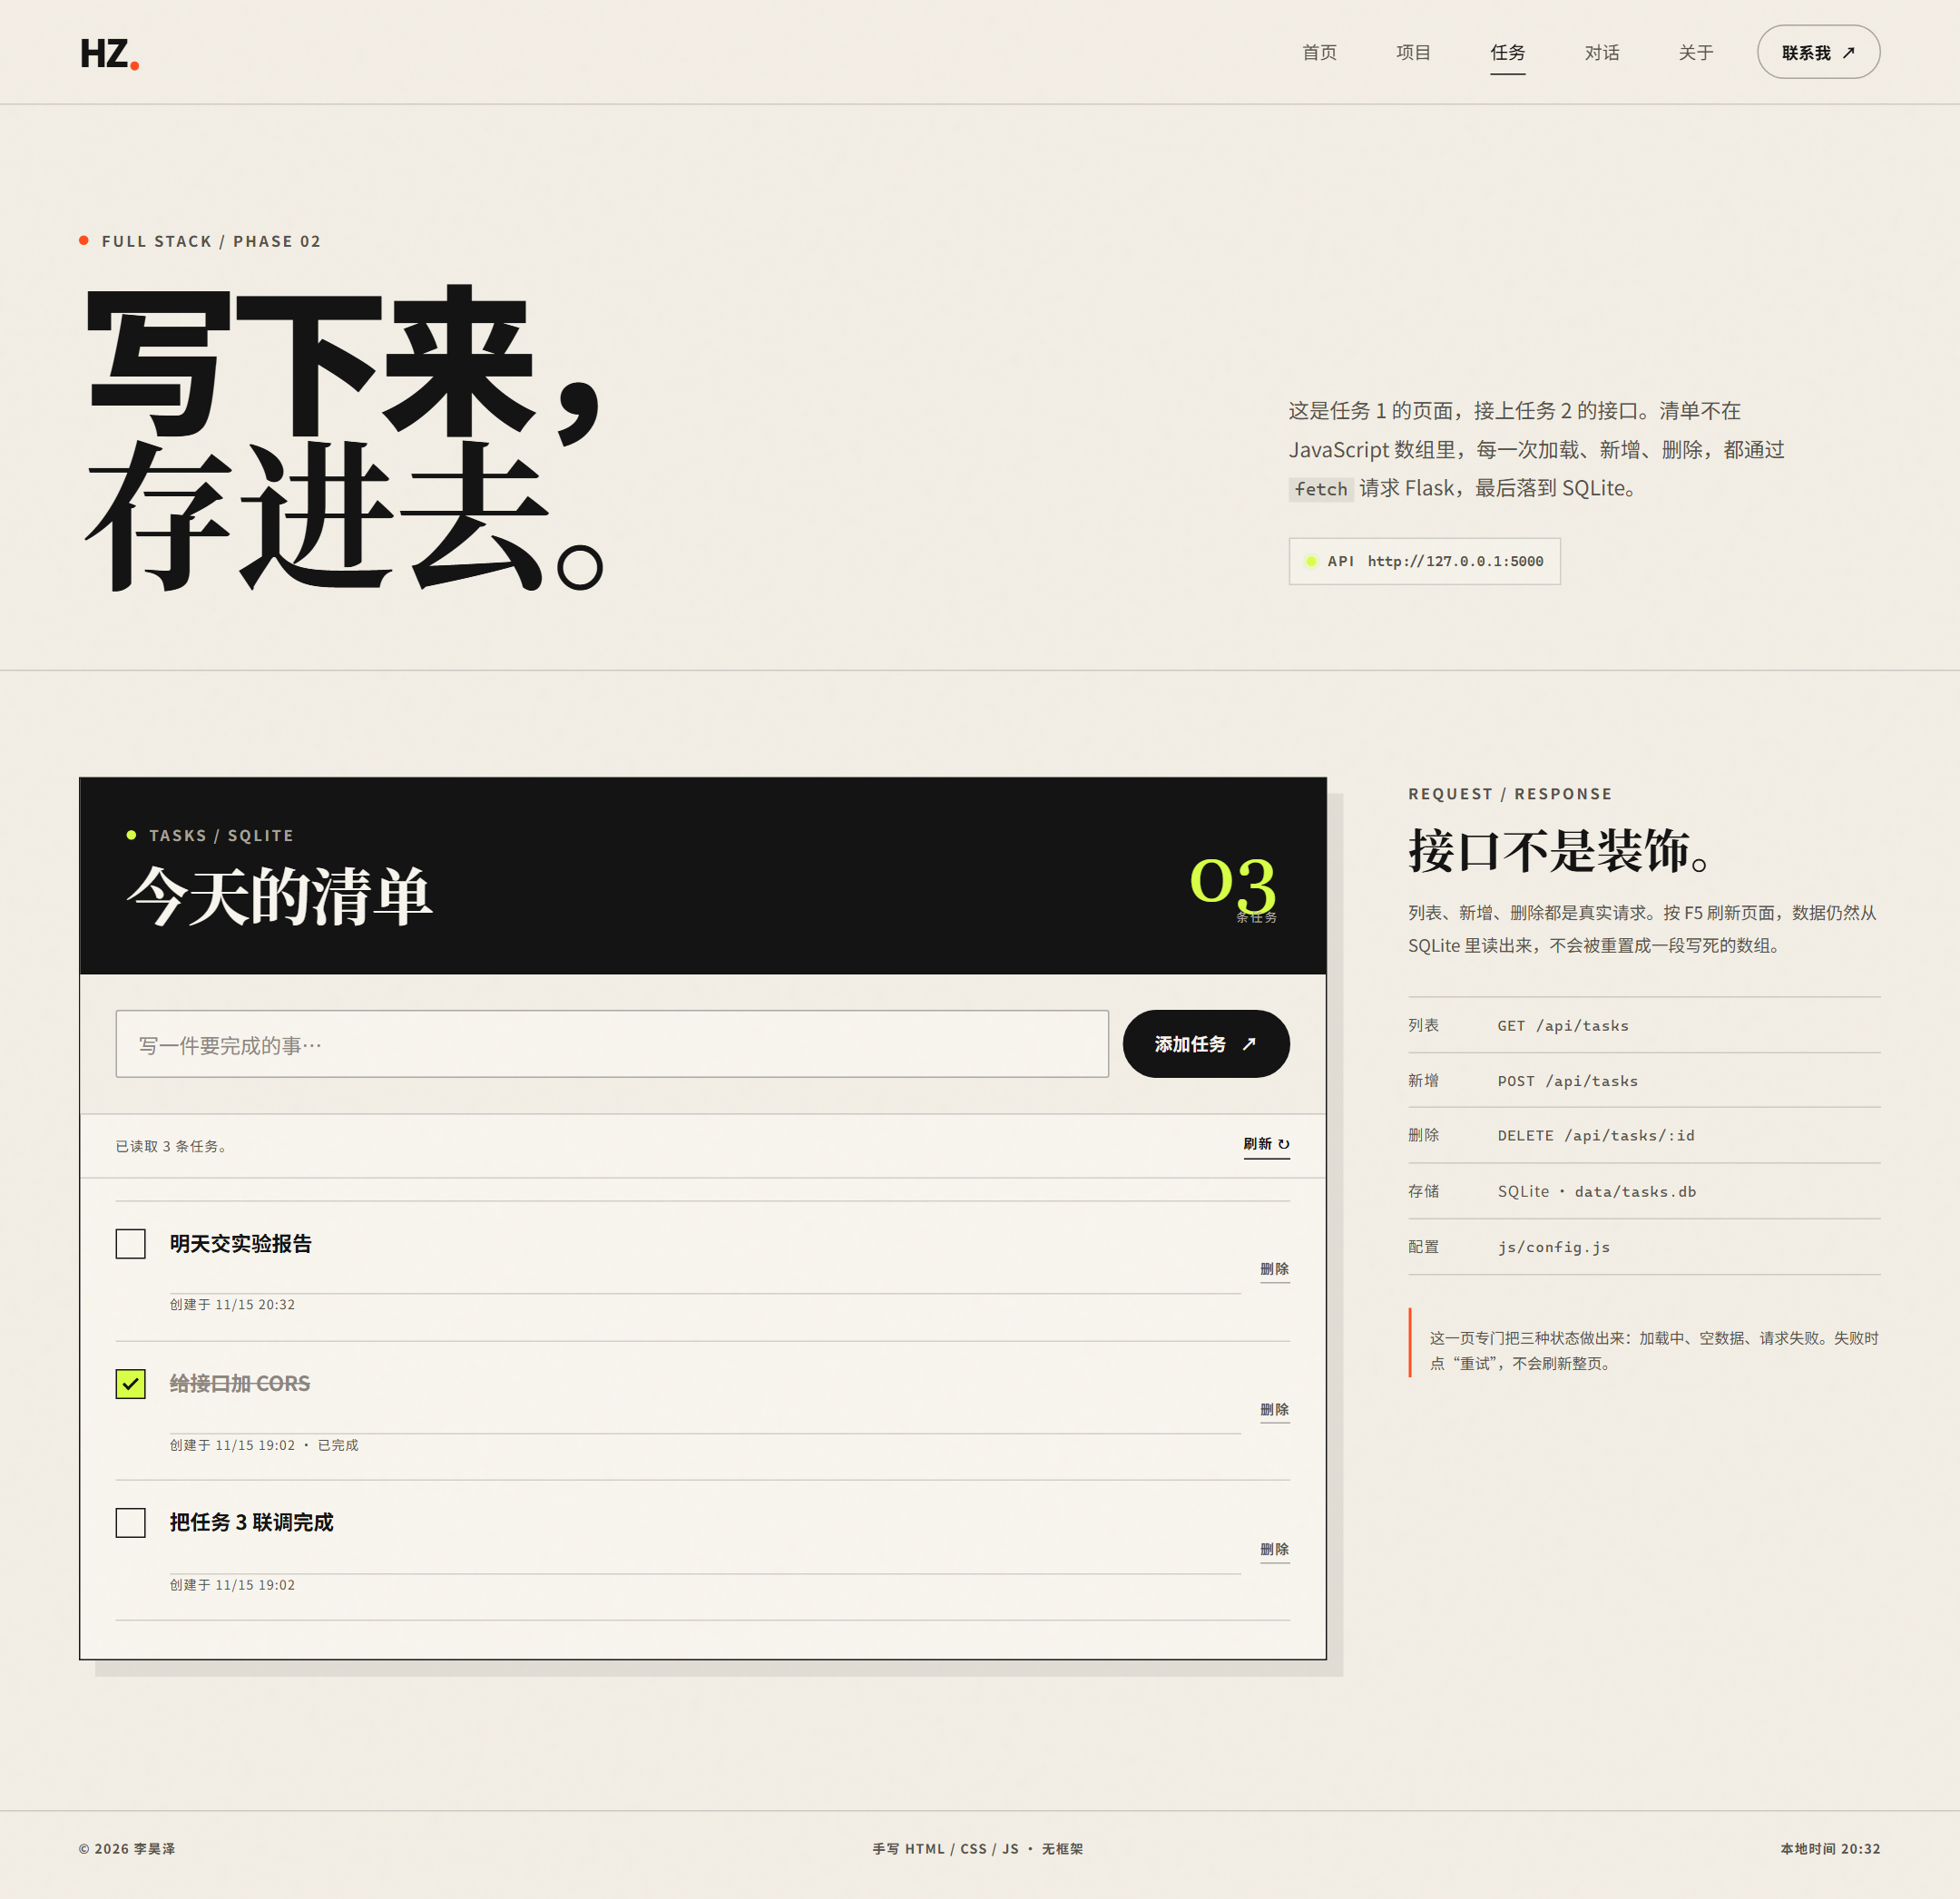 HZ.
首页 项目 任务 对话 关于 联系我 ↗
FULL STACK / PHASE 02
写下来，
存进去。
这是任务 1 的页面，接上任务 2 的接口。清单不在
JavaScript 数组里，每一次加载、新增、删除，都通过
fetch 请求 Flask，最后落到 SQLite。
API http://127.0.0.1:5000
TASKS / SQLITE
今天的清单
03
条任务
写一件要完成的事…
添加任务 ↗
已读取 3 条任务。
刷新 ↻
明天交实验报告
删除
创建于 11/15 20:32
给接口加 CORS
删除
创建于 11/15 19:02 · 已完成
把任务 3 联调完成
删除
创建于 11/15 19:02
REQUEST / RESPONSE
接口不是装饰。
列表、新增、删除都是真实请求。按 F5 刷新页面，数据仍然从
SQLite 里读出来，不会被重置成一段写死的数组。
列表 GET /api/tasks
新增 POST /api/tasks
删除 DELETE /api/tasks/:id
存储 SQLite · data/tasks.db
配置 js/config.js
这一页专门把三种状态做出来：加载中、空数据、请求失败。失败时
点“重试”，不会刷新整页。
© 2026 李昊泽
手写 HTML / CSS / JS · 无框架
本地时间 20:32